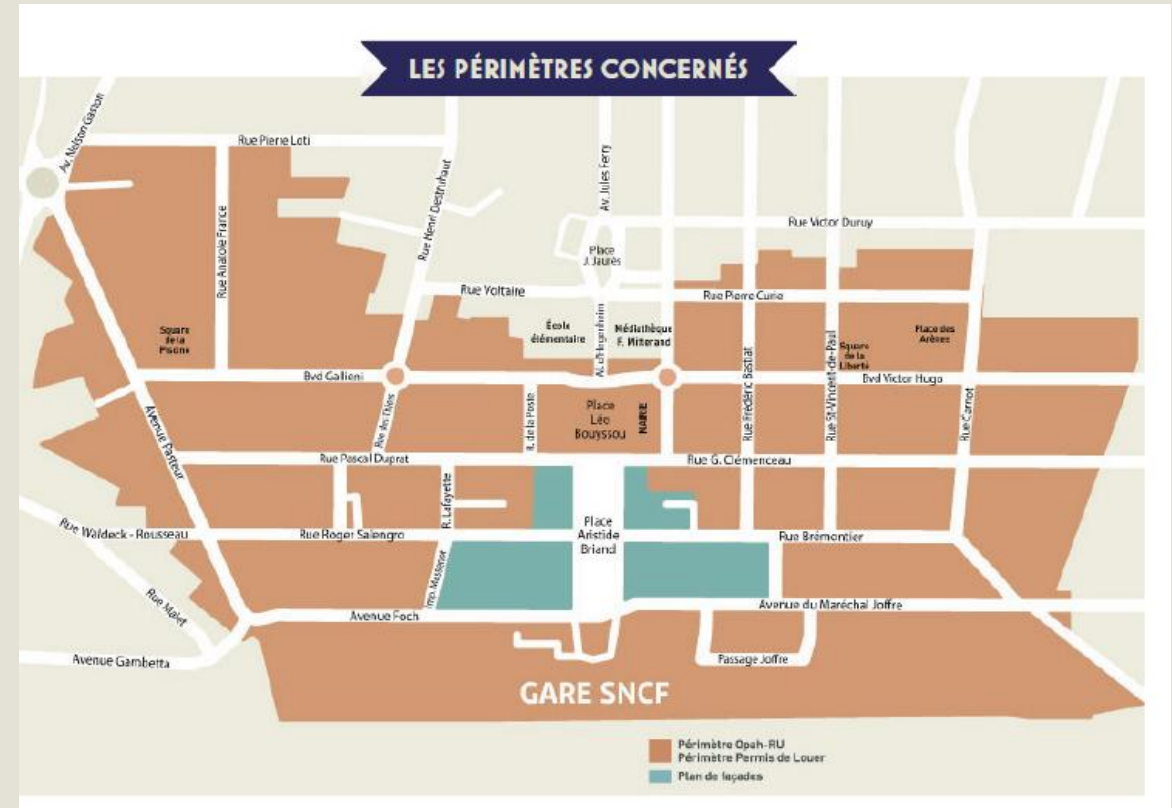 LES PÉRIMÈTRES CONCERNÉS
Av. Nelson Gaston
Rue Pierre Loti
Rue Henri Destruhaut
Av. Jules Ferry
Rue Victor Duruy
Rue Anatole France
Place
J. Jaurès
Rue Voltaire
Rue Pierre Curie
Square
de la
Piscine
École
élémentaire
Médiathèque
F. Mitterand
Place des
Arènes
Square
de la
Liberté
Rue Frédéric Bastiat
Rue St-Vincent-de-Paul
Bvd Gallieni
Bvd Victor Hugo
Avenue Pasteur
Rue des Thiers
R. de la Poste
Place
Léo
Bouyssou
MAIRIE
Rue Carnot
Rue Pascal Duprat
Rue G. Clémenceau
R. Lafayette
Rue Waldeck - Rousseau
Rue Roger Salengro
Place
Aristide
Briand
Rue Brémontier
Imp. Massenet
Rue Malet
Avenue Foch
Avenue du Maréchal Joffre
Avenue Gambetta
Passage Joffre
GARE SNCF
Périmètre Opah-RU
Périmètre Permis de Louer
Plan de façades